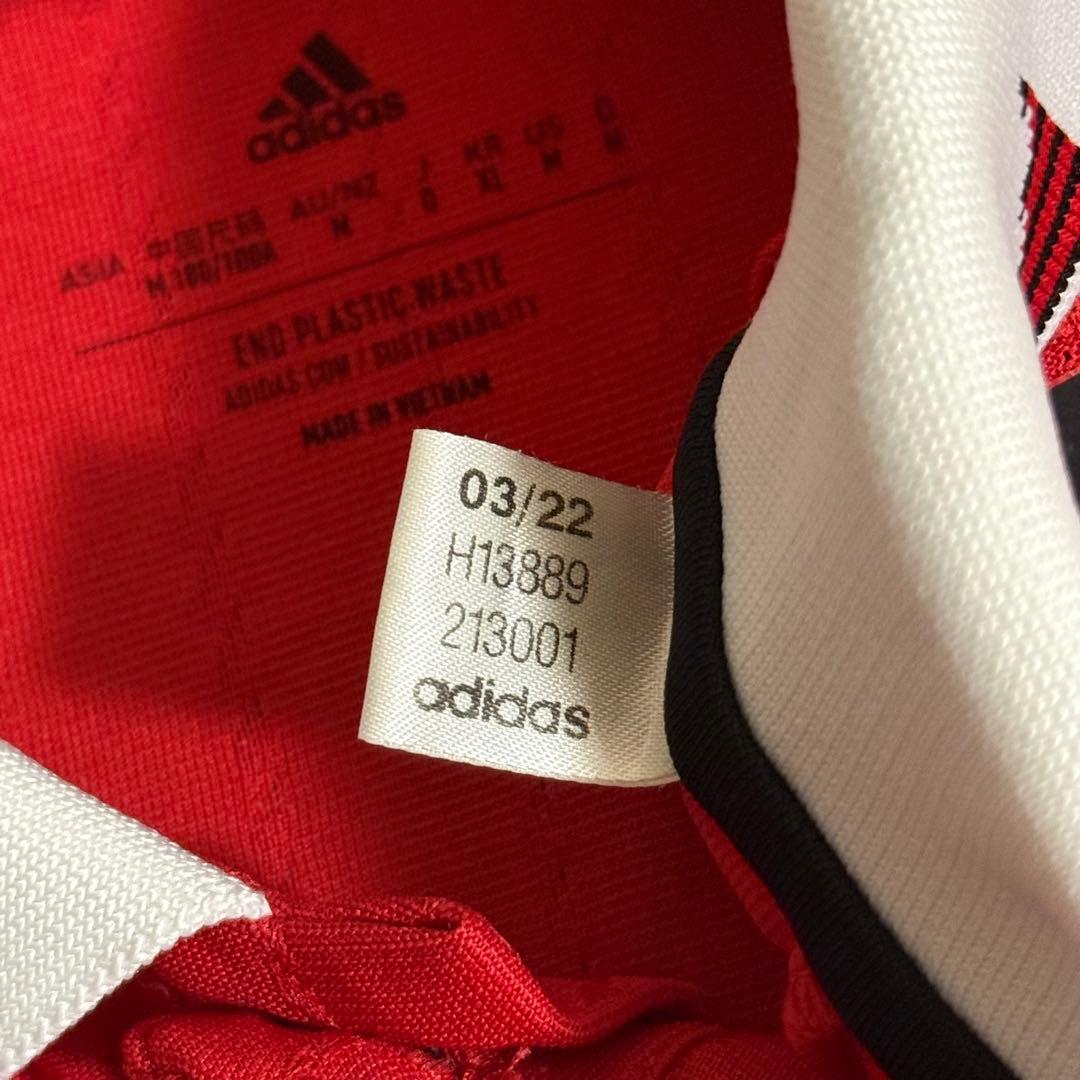 adidas
ASIA 中国尺码 AU/NZ J KR US
M 180/100A M O XL M M
END PLASTIC WASTE
ADIDAS.COM / SUSTAINABILITY
MADE IN VIETNAM
03/22
H13889
213001
adidas